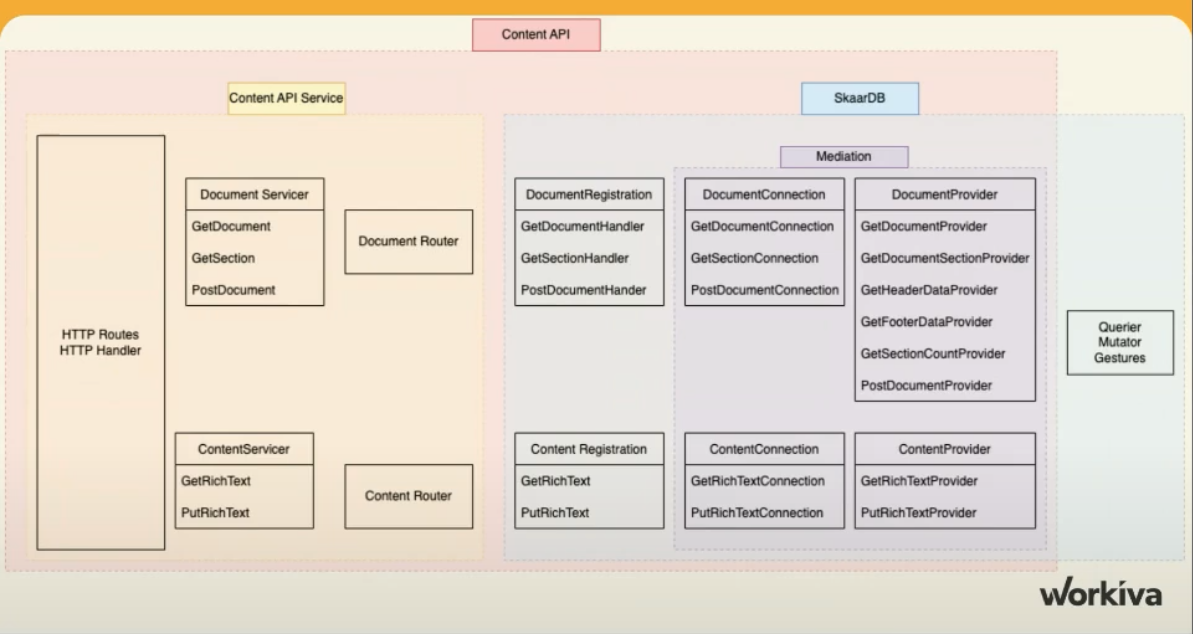 Content API
Content API Service
SkaarDB
Mediation
HTTP Routes
HTTP Handler
Document Servicer
GetDocument
GetSection
PostDocument
Document Router
DocumentRegistration
GetDocumentHandler
GetSectionHandler
PostDocumentHander
DocumentConnection
GetDocumentConnection
GetSectionConnection
PostDocumentConnection
DocumentProvider
GetDocumentProvider
GetDocumentSectionProvider
GetHeaderDataProvider
GetFooterDataProvider
GetSectionCountProvider
PostDocumentProvider
Querier
Mutator
Gestures
ContentServicer
GetRichText
PutRichText
Content Router
Content Registration
GetRichText
PutRichText
ContentConnection
GetRichTextConnection
PutRichTextConnection
ContentProvider
GetRichTextProvider
PutRichTextProvider
workiva